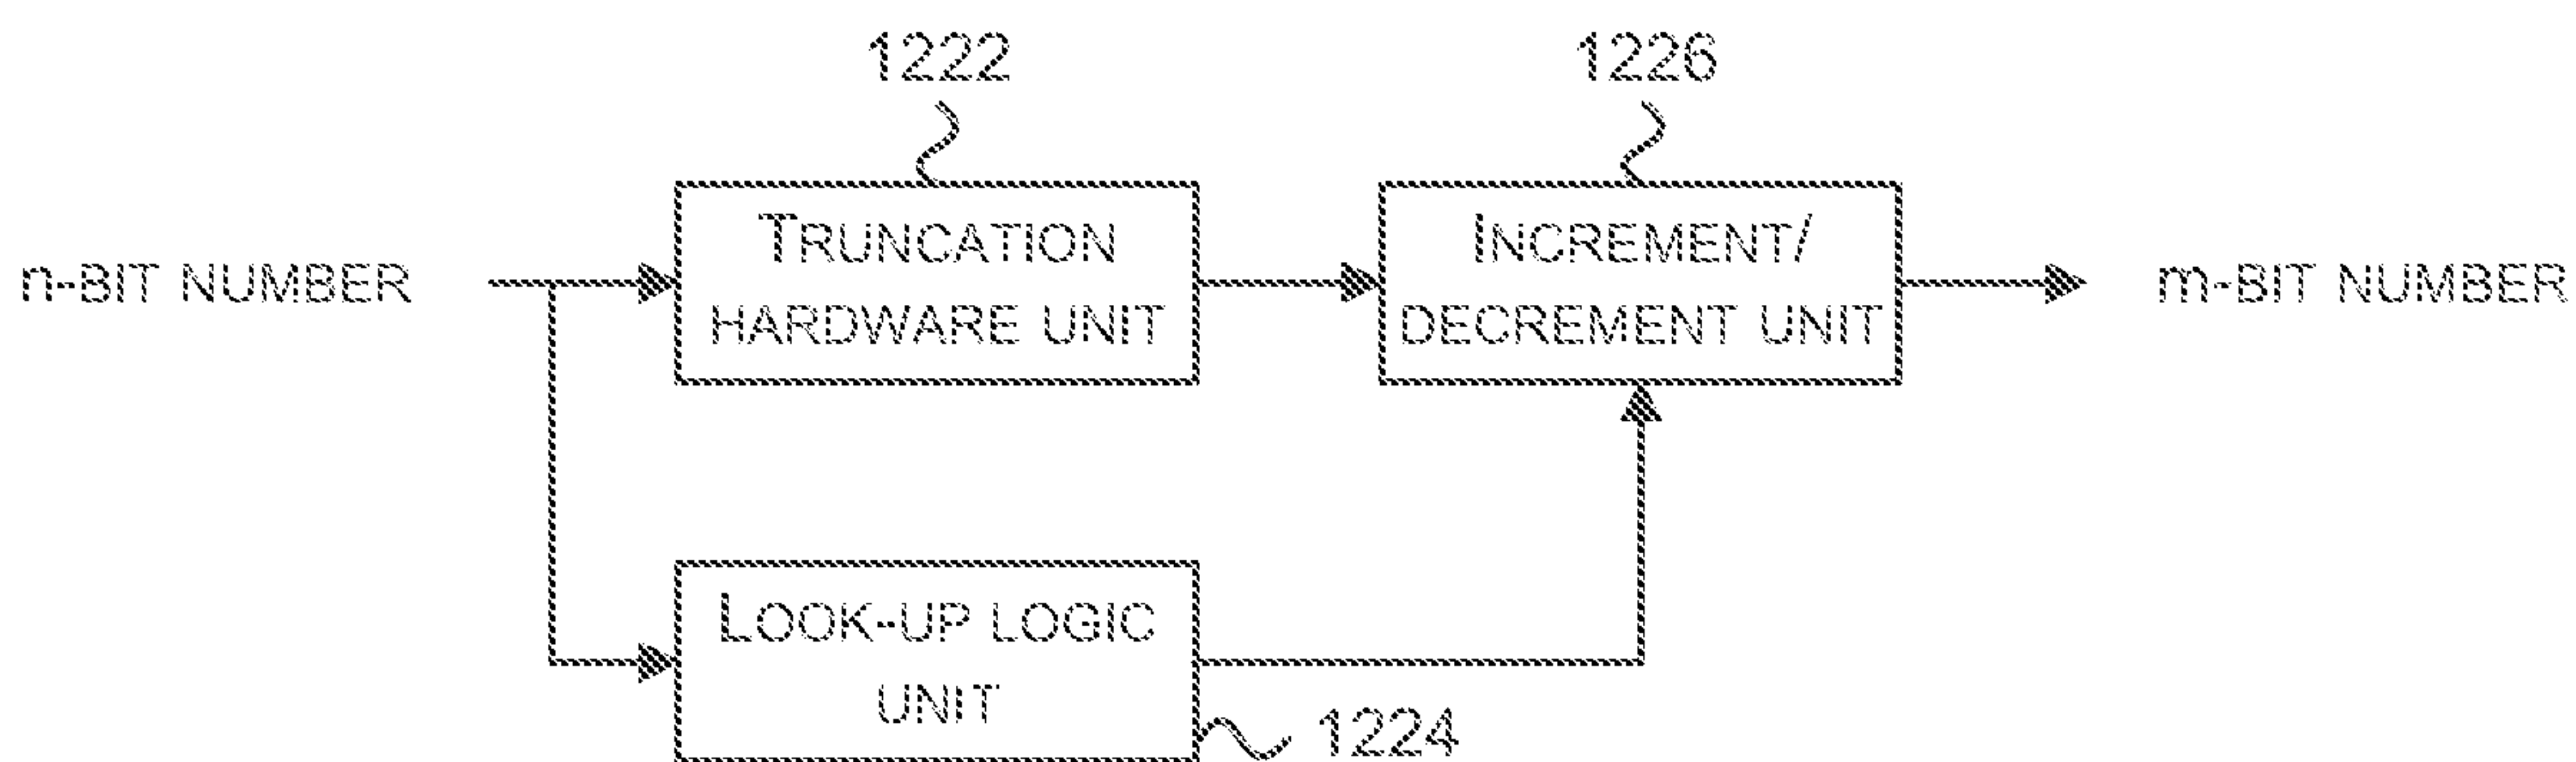 1222
1226
n-BIT NUMBER
TRUNCATION
HARDWARE UNIT
INCREMENT/
DECREMENT UNIT
m-BIT NUMBER
LOOK-UP LOGIC
UNIT
1224